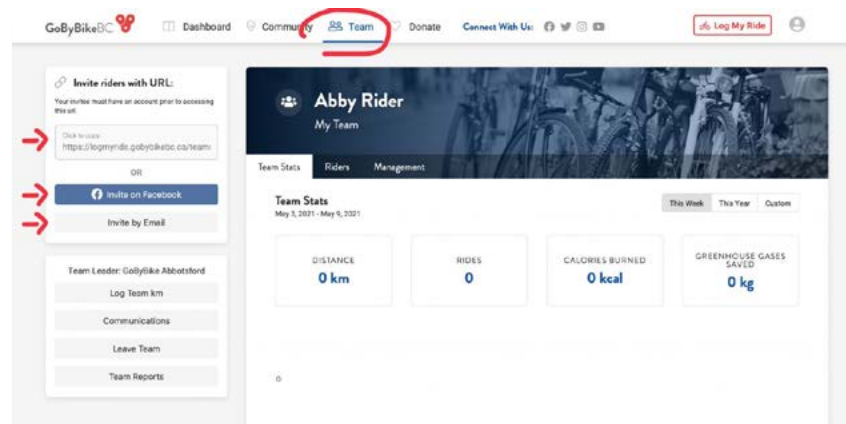 GoByBikeBC
Dashboard
Community
Team
Donate
Connect With Us:
Log My Ride
Invite riders with URL:
Your invitee must have an account prior to accessing
this url.
Click to copy
https://logmyride.gobybikebc.ca/teams
OR
Invite on Facebook
Invite by Email
Team Leader: GoByBike Abbotsford
Log Team km
Communications
Leave Team
Team Reports
Abby Rider
My Team
Team Stats
Riders
Management
Team Stats
May 3, 2021 - May 9, 2021
This Week
This Year
Custom
DISTANCE
0 km
RIDES
0
CALORIES BURNED
0 kcal
GREENHOUSE GASES
SAVED
0 kg
0